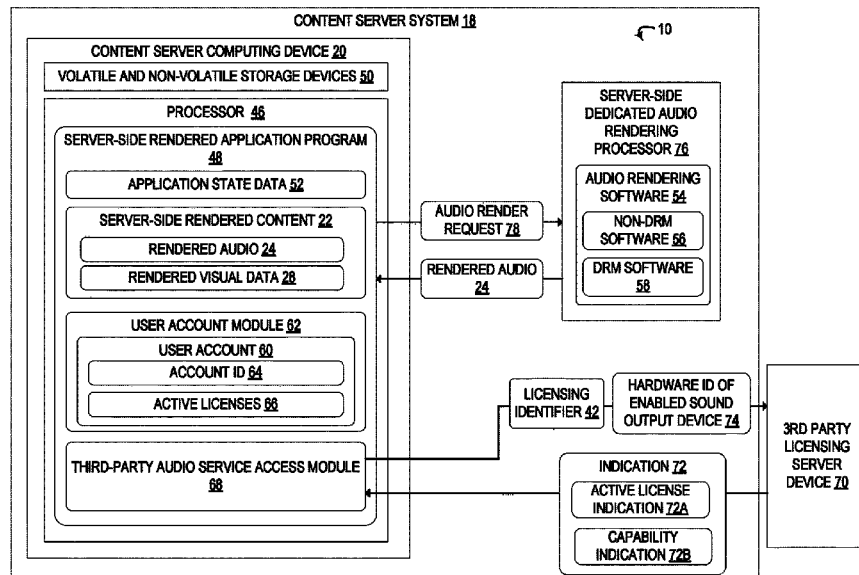 CONTENT SERVER SYSTEM 18
10
CONTENT SERVER COMPUTING DEVICE 20
VOLATILE AND NON-VOLATILE STORAGE DEVICES 50
PROCESSOR 46
SERVER-SIDE RENDERED APPLICATION PROGRAM
48
APPLICATION STATE DATA 52
SERVER-SIDE RENDERED CONTENT 22
RENDERED AUDIO 24
RENDERED VISUAL DATA 28
USER ACCOUNT MODULE 62
USER ACCOUNT 60
ACCOUNT ID 64
ACTIVE LICENSES 66
THIRD-PARTY AUDIO SERVICE ACCESS MODULE
68
AUDIO RENDER
REQUEST 78
RENDERED AUDIO
24
SERVER-SIDE
DEDICATED AUDIO
RENDERING
PROCESSOR 76
AUDIO RENDERING
SOFTWARE 54
NON-DRM
SOFTWARE 56
DRM SOFTWARE
58
LICENSING
IDENTIFIER 42
HARDWARE ID OF
ENABLED SOUND
OUTPUT DEVICE 74
INDICATION 72
ACTIVE LICENSE
INDICATION 72A
CAPABILITY
INDICATION 72B
3RD PARTY
LICENSING
SERVER
DEVICE 70